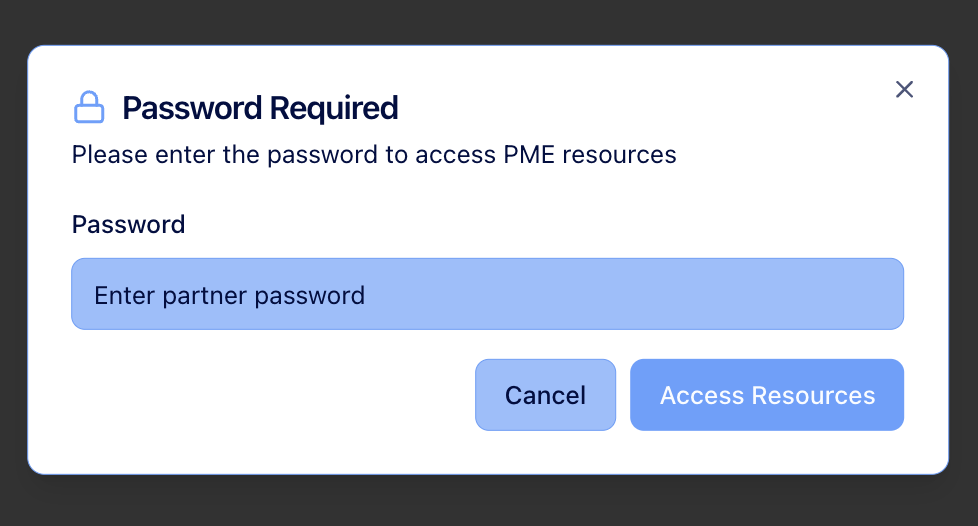 Password Required
Please enter the password to access PME resources
Password
Enter partner password
Cancel
Access Resources